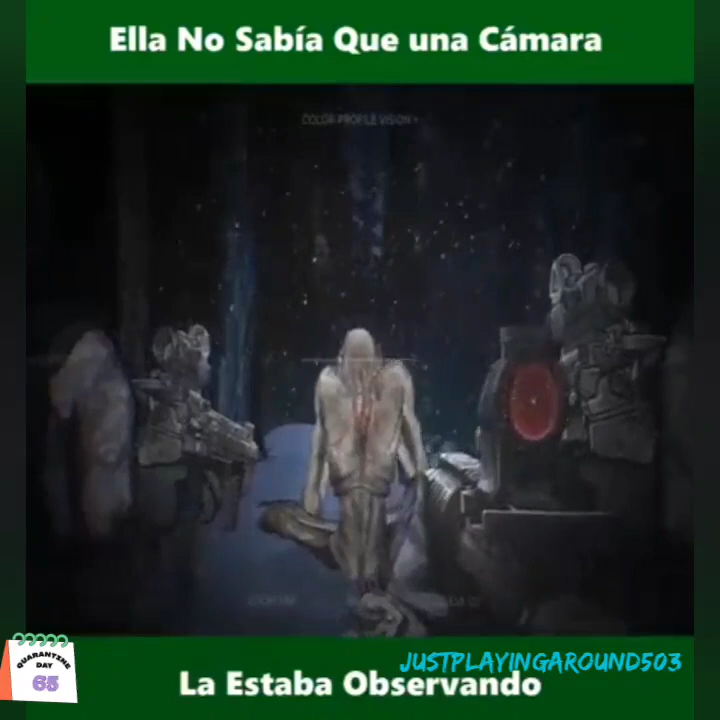 Ella No Sabía Que una Cámara
COLOR PROFILE VISION
QUARANTINE
DAY
65
JUSTPLAYINGAROUND503
La Estaba Observando